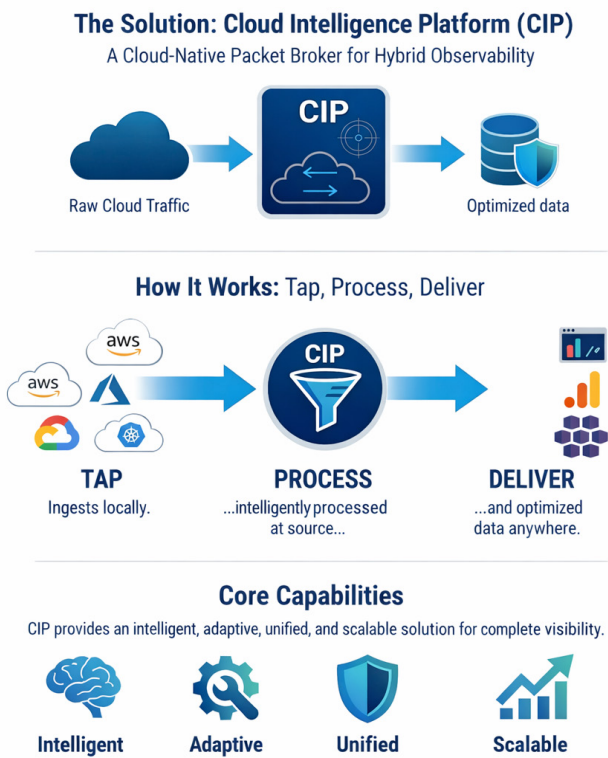 The Solution: Cloud Intelligence Platform (CIP)
A Cloud-Native Packet Broker for Hybrid Observability
CIP
Raw Cloud Traffic
Optimized data
How It Works: Tap, Process, Deliver
aws
aws
CIP
TAP
Ingests locally.
PROCESS
...intelligently processed
at source...
DELIVER
...and optimized
data anywhere.
Core Capabilities
CIP provides an intelligent, adaptive, unified, and scalable solution for complete visibility.
Intelligent
Adaptive
Unified
Scalable